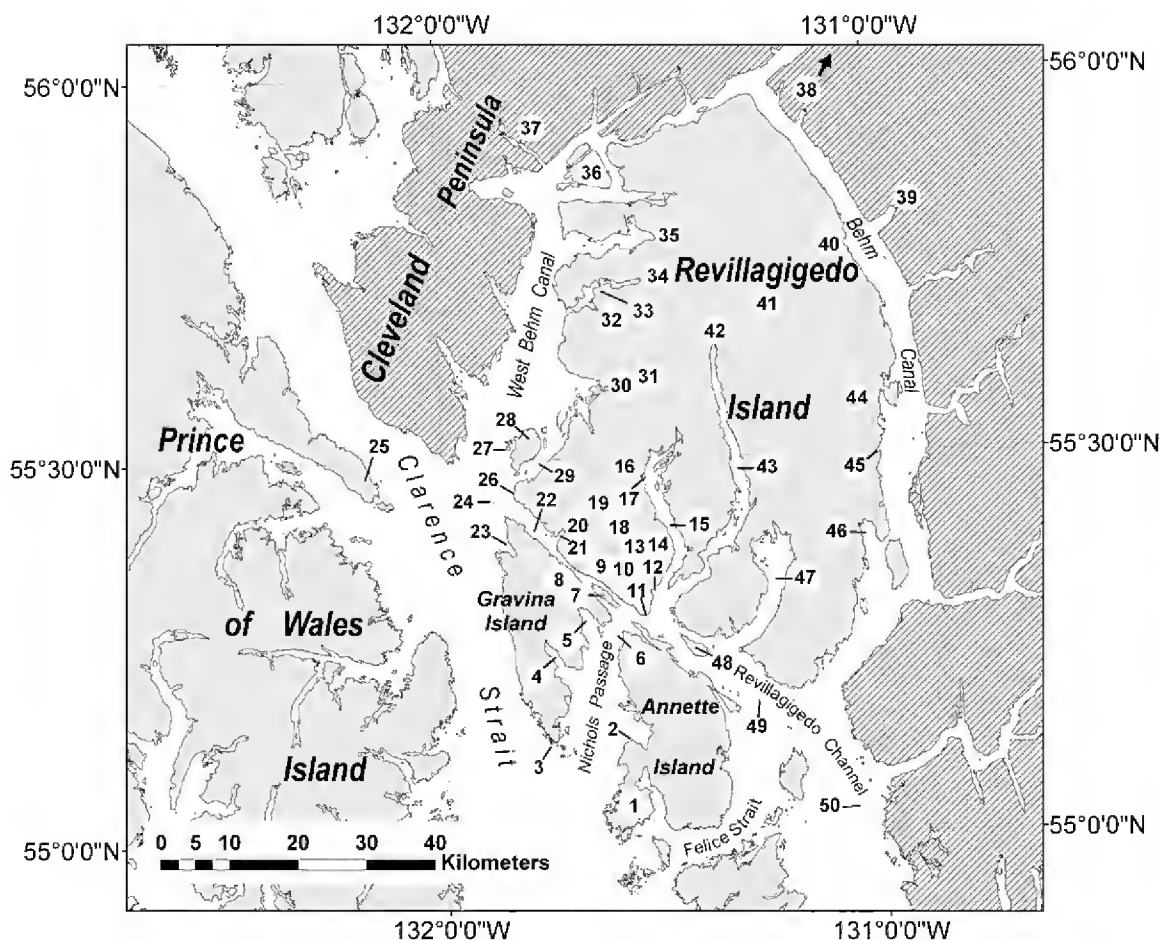 132°0'0"W 131°0'0"W
56°0'0"N 56°0'0"N
38
37
Peninsula
36
39
35
Behm
40
34
Revillagigedo
Cleveland
West Behm Canal
33
32
41
42
30 31
Canal
Island
44
28
Prince
25
27
55°30'0"N 55°30'0"N
Clarence
29
16
43
45
26
17
22
24
19
23
20
18
15
46
21
13 14
9 10 12
8
47
7
11
Gravina
Island
of Wales
5
6
48
4
Nichols Passage
Revillagigedo Channel
Strait
Annette
49
2
3
Island
Island
1
50
Felice Strait
55°0'0"N 55°0'0"N
0 5 10 20 30 40
Kilometers
132°0'0"W 131°0'0"W